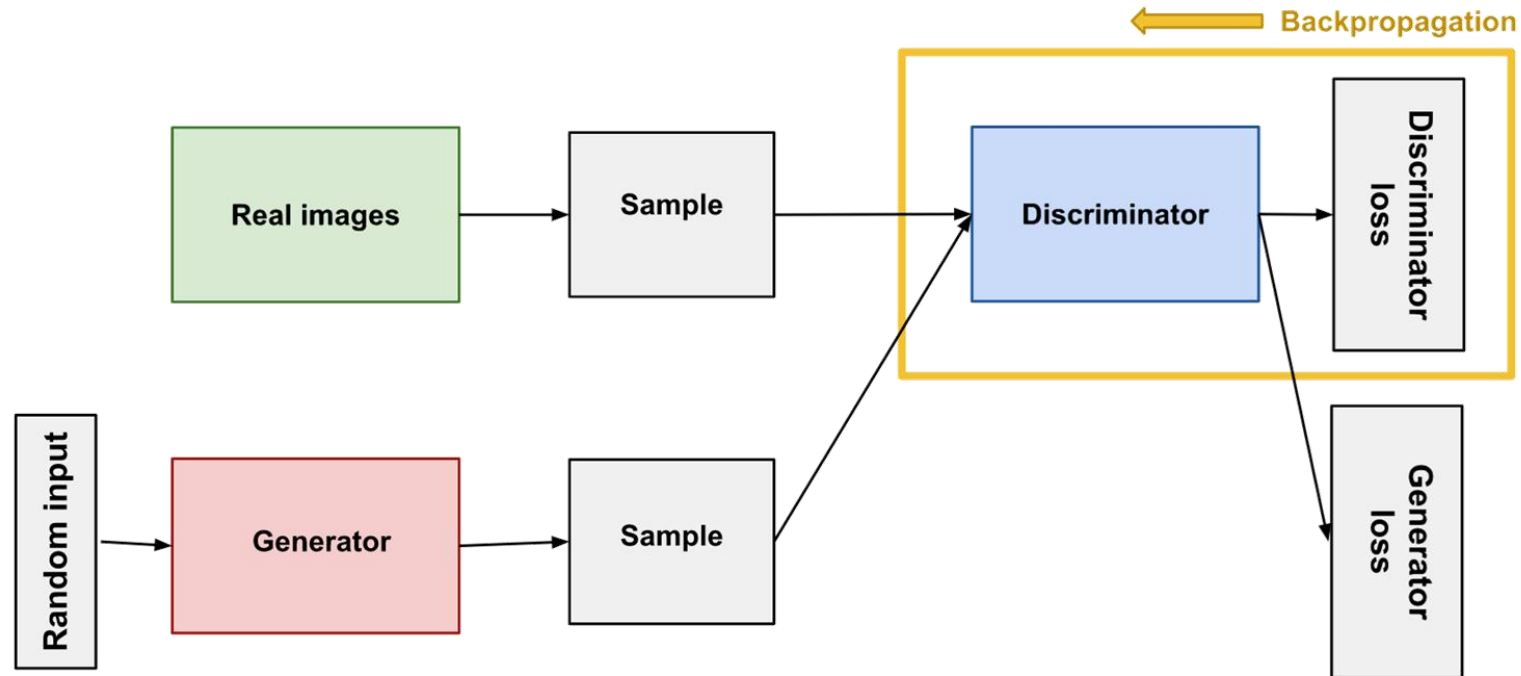 Backpropagation
Real images
Sample
Discriminator
Discriminator
loss
Random input
Generator
Sample
Generator
loss